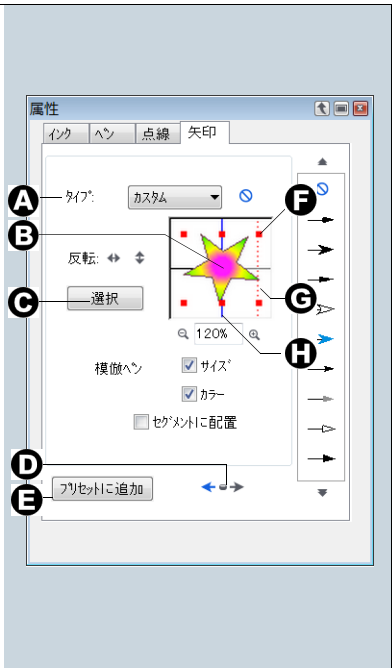 属性
インク ペン 点線 矢印
A タイプ: カスタム F
B
反転:
G
C 選択
120% H
模倣ペン サイズ
カラー
セグメントに配置
D
E プリセットに追加